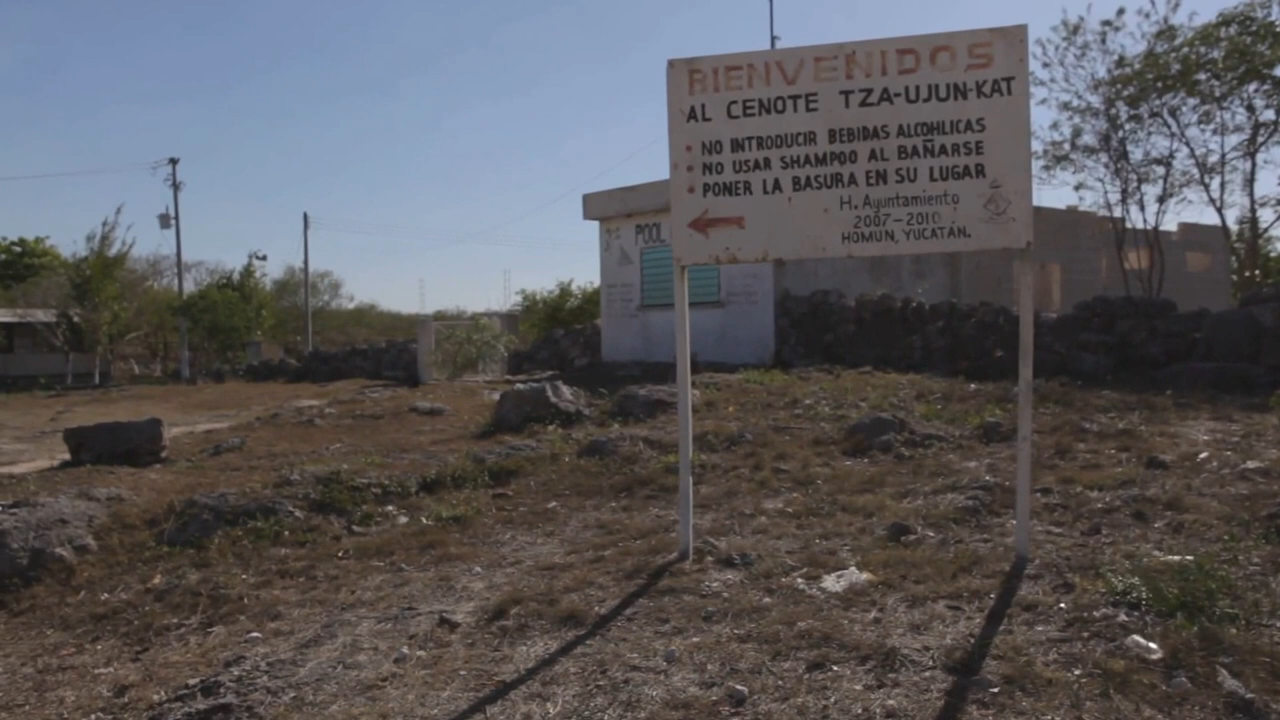 BIENVENIDOS
AL CENOTE TZA-UJUN-KAT
NO INTRODUCIR BEBIDAS ALCOHLICAS
NO USAR SHAMPOO AL BAÑARSE
PONER LA BASURA EN SU LUGAR
H. Ayuntamiento
2007-2010
HOMUN, YUCATÁN.
POOL